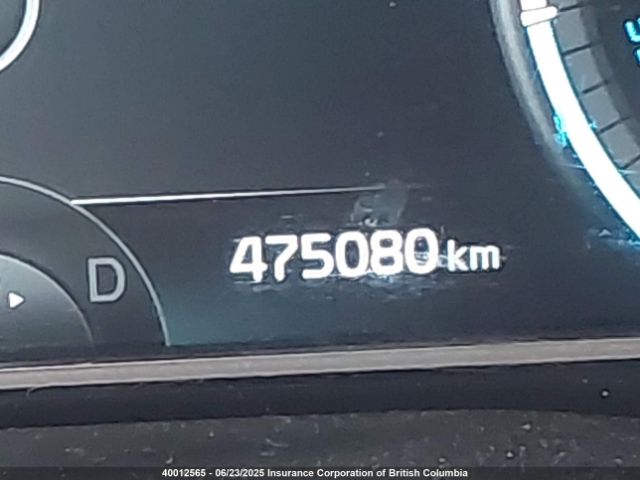 475080 km
D
40012565 - 06/23/2025 Insurance Corporation of British Columbia